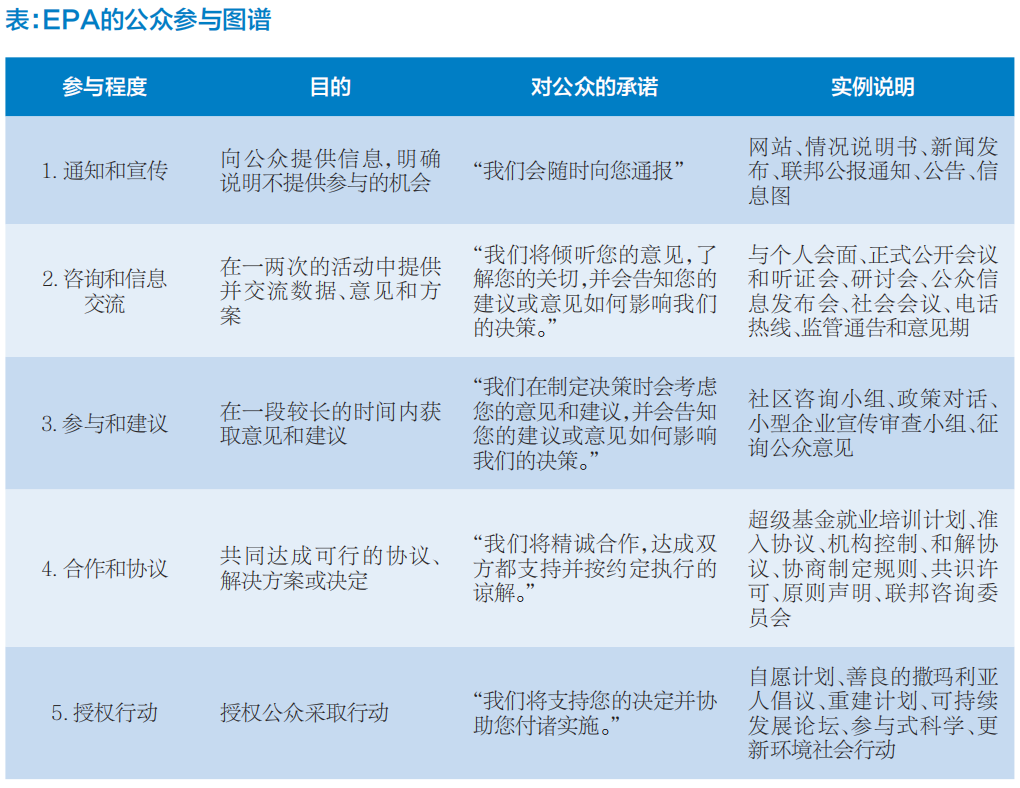 表:EPA的公众参与图谱
参与程度
目的
对公众的承诺
实例说明
1. 通知和宣传
向公众提供信息,明确
说明不提供参与的机会
“我们会随时向您通报”
网站、情况说明书、新闻发
布、联邦公报通知、公告、信
息图
2. 咨询和信息
交流
在一两次的活动中提供
并交流数据、意见和方
案
“我们将倾听您的意见,了
解您的关切,并会告知您的
建议或意见如何影响我们
的决策。”
与个人会面、正式公开会议
和听证会、研讨会、公众信
息发布会、社会会议、电话
热线、监管通告和意见期
3. 参与和建议
在一段较长的时间内获
取意见和建议
“我们在制定决策时会考虑
您的意见和建议,并会告知
您的建议或意见如何影响
我们的决策。”
社区咨询小组、政策对话、
小型企业宣传审查小组、征
询公众意见
4. 合作和协议
共同达成可行的协议、
解决方案或决定
“我们将精诚合作,达成双
方都支持并按约定执行的
谅解。”
超级基金就业培训计划、准
入协议、机构控制、和解协
议、协商制定规则、共识许
可、原则声明、联邦咨询委
员会
5. 授权行动
授权公众采取行动
“我们将支持您的决定并协
助您付诸实施。”
自愿计划、善良的撒玛利亚
人倡议、重建计划、可持续
发展论坛、参与式科学、更
新环境社会行动